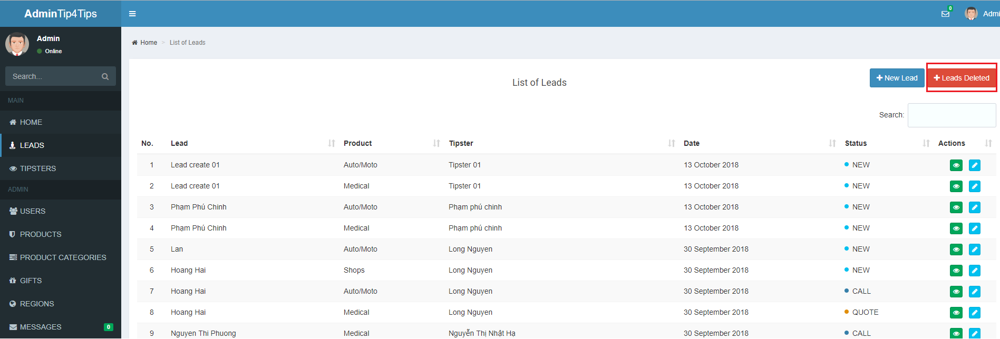 AdminTip4Tips
0
Admi
Admin
Online
Search...
MAIN
HOME
LEADS
TIPSTERS
ADMIN
USERS
PRODUCTS
PRODUCT CATEGORIES
GIFTS
REGIONS
MESSAGES 0
Home > List of Leads
List of Leads
New Lead
Leads Deleted
Search:
No. Lead Product Tipster Date Status Actions
1 Lead create 01 Auto/Moto Tipster 01 13 October 2018 NEW
2 Lead create 01 Medical Tipster 01 13 October 2018 NEW
3 Phạm Phú Chinh Auto/Moto Phạm phú chinh 13 October 2018 NEW
4 Phạm Phú Chinh Medical Phạm phú chinh 13 October 2018 NEW
5 Lan Auto/Moto Long Nguyen 30 September 2018 NEW
6 Hoang Hai Shops Long Nguyen 30 September 2018 NEW
7 Hoang Hai Auto/Moto Long Nguyen 30 September 2018 CALL
8 Hoang Hai Medical Long Nguyen 30 September 2018 QUOTE
9 Nguyen Thi Phuong Medical Nguyễn Thị Nhật Hạ 30 September 2018 CALL